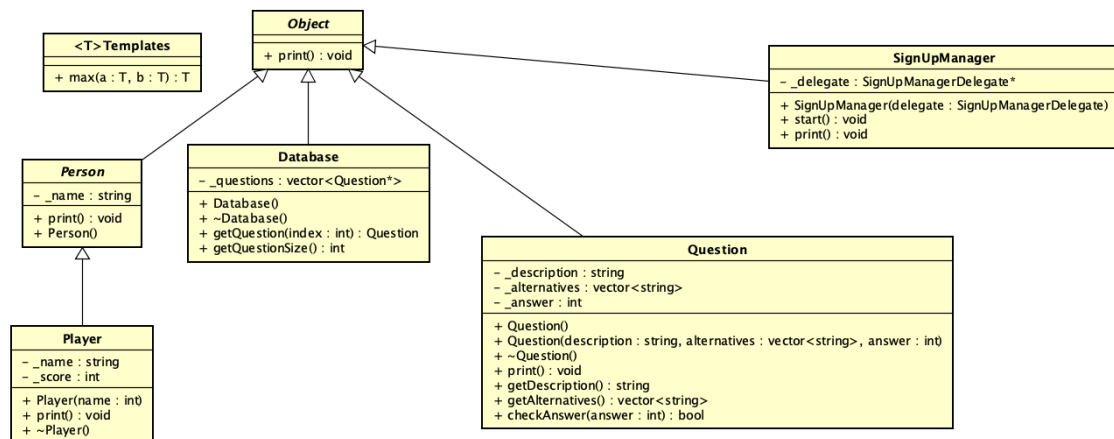 <T>Templates
+ max(a : T, b : T) : T
Object
+ print() : void
SignUpManager
- _delegate : SignUpManagerDelegate*
+ SignUpManager(delegate : SignUpManagerDelegate)
+ start() : void
+ print() : void
Person
- _name : string
+ print() : void
+ Person()
Database
- _questions : vector<Question*>
+ Database()
+ ~Database()
+ getQuestion(index : int) : Question
+ getQuestionSize() : int
Question
- _description : string
- _alternatives : vector<string>
- _answer : int
+ Question()
+ Question(description : string, alternatives : vector<string>, answer : int)
+ ~Question()
+ print() : void
+ getDescription() : string
+ getAlternatives() : vector<string>
+ checkAnswer(answer : int) : bool
Player
- _name : string
- _score : int
+ Player(name : int)
+ print() : void
+ ~Player()